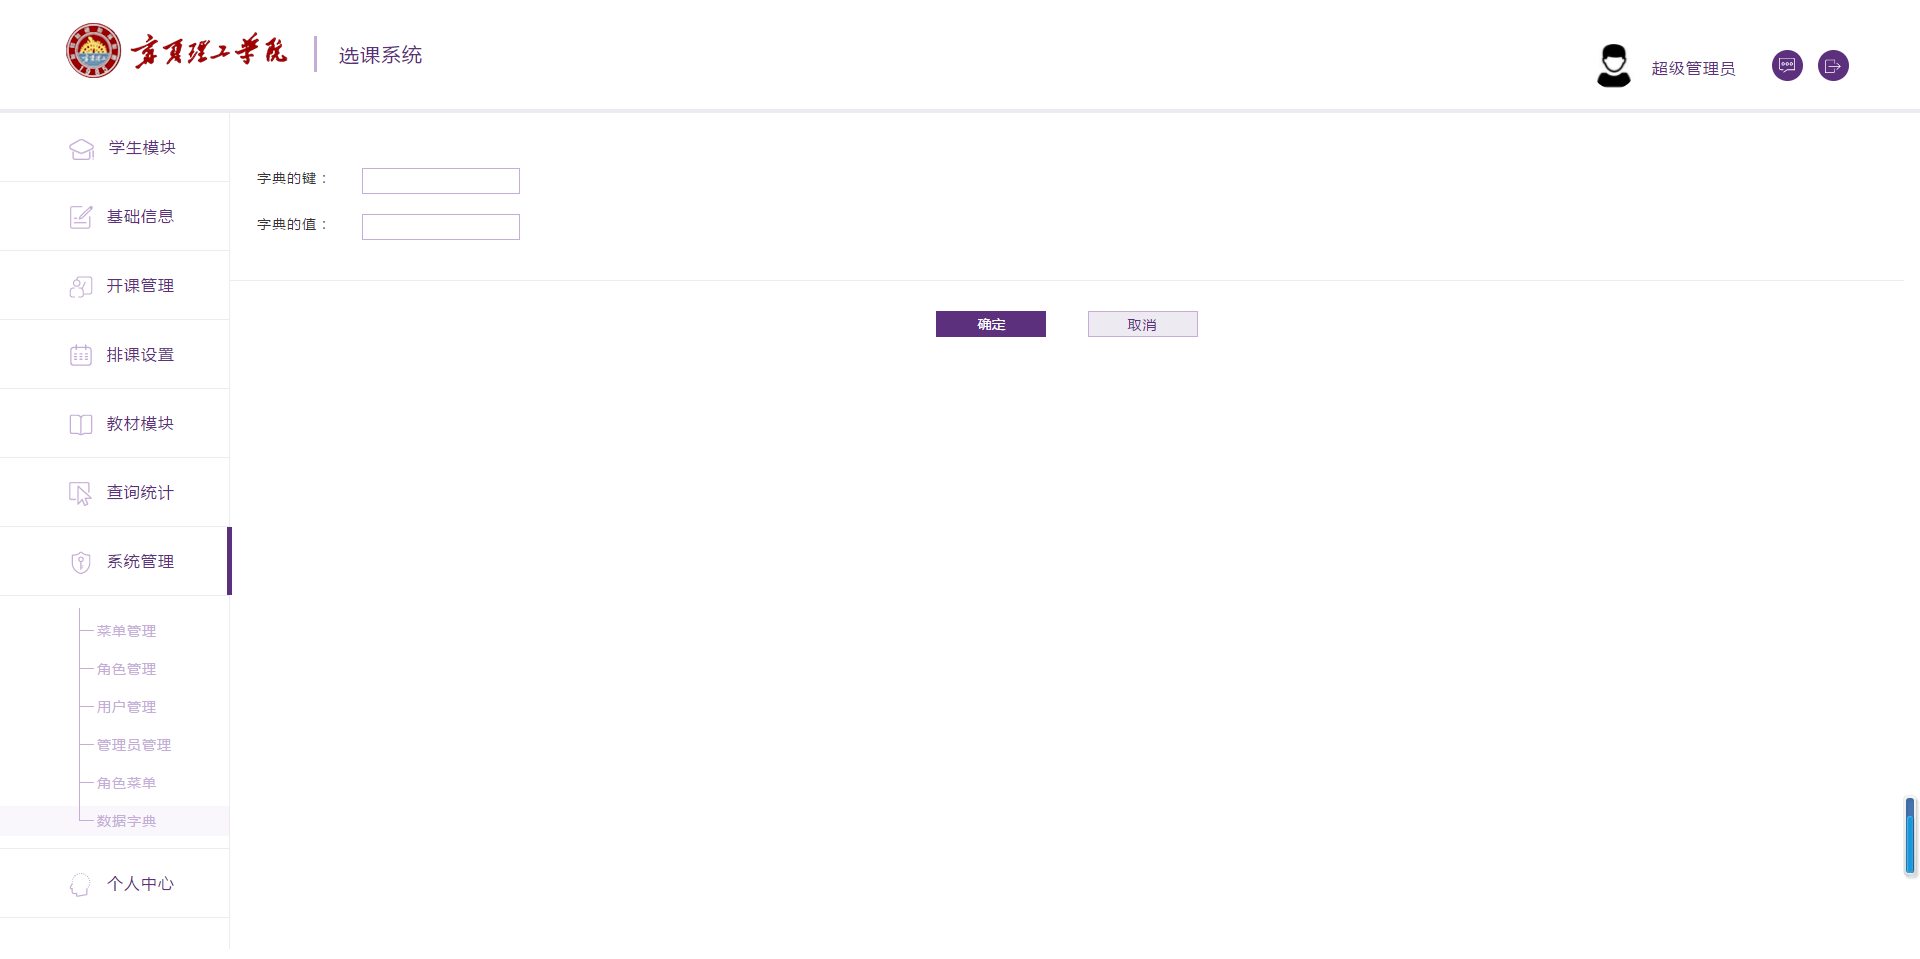 宁夏理工学院
选课系统
超级管理员
学生模块
基础信息
开课管理
排课设置
教材模块
查询统计
系统管理
菜单管理
角色管理
用户管理
管理员管理
角色菜单
数据字典
个人中心
字典的键：
字典的值：
确定
取消